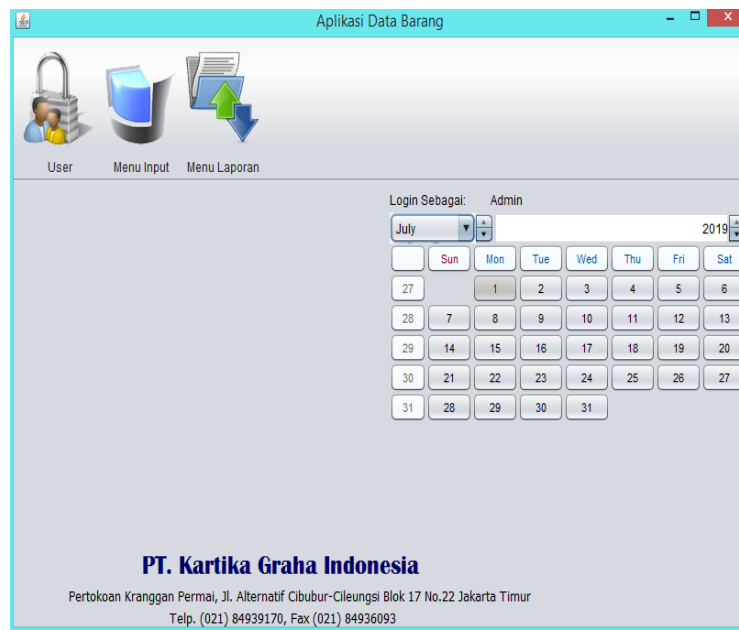 Aplikasi Data Barang
User Menu Input Menu Laporan
Login Sebagai: Admin
July 2019
Sun Mon Tue Wed Thu Fri Sat
27 1 2 3 4 5 6
28 7 8 9 10 11 12 13
29 14 15 16 17 18 19 20
30 21 22 23 24 25 26 27
31 28 29 30 31
PT. Kartika Graha Indonesia
Pertokoan Kranggan Permai, Jl. Alternatif Cibubur-Cileungsi Blok 17 No.22 Jakarta Timur
Telp. (021) 84939170, Fax (021) 84936093